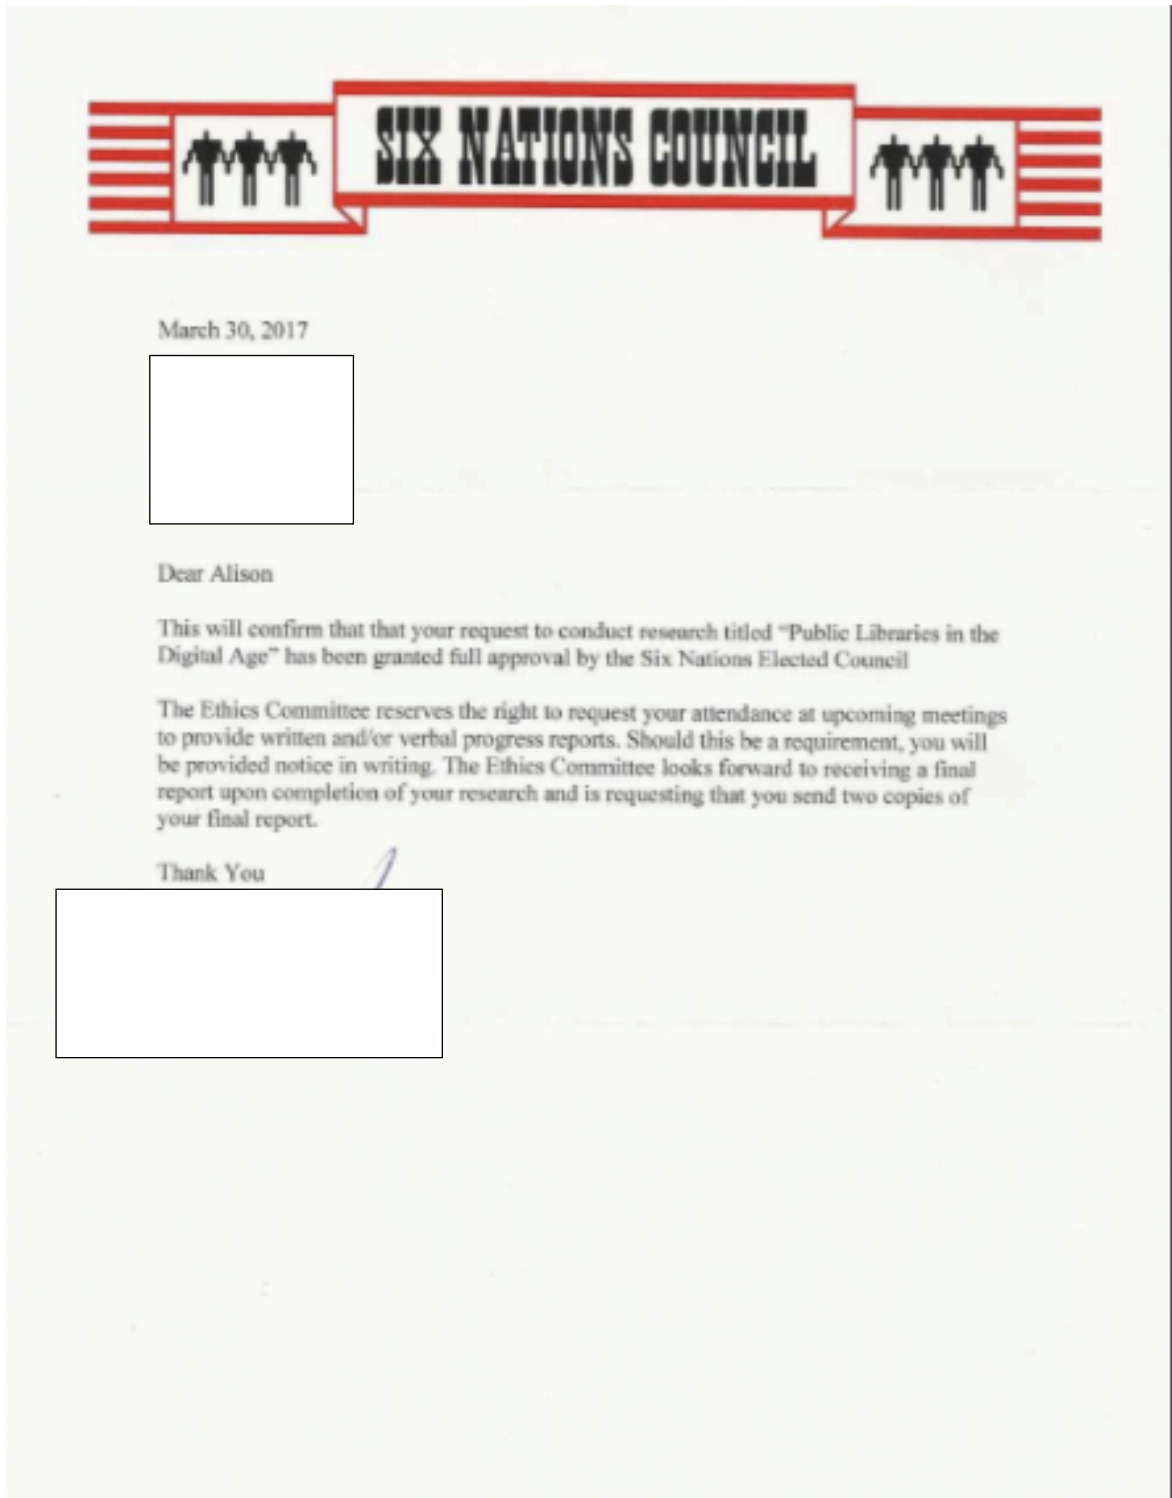 SIX NATIONS COUNCIL
March 30, 2017
Dear Alison
This will confirm that that your request to conduct research titled “Public Libraries in the
Digital Age” has been granted full approval by the Six Nations Elected Council
The Ethics Committee reserves the right to request your attendance at upcoming meetings
to provide written and/or verbal progress reports. Should this be a requirement, you will
be provided notice in writing. The Ethics Committee looks forward to receiving a final
report upon completion of your research and is requesting that you send two copies of
your final report.
Thank You